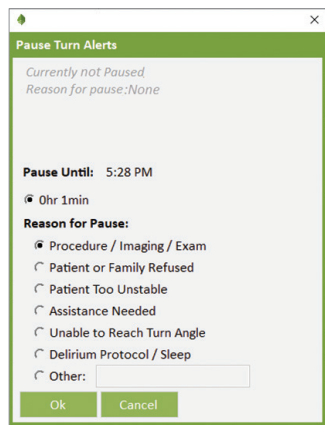 Pause Turn Alerts
Currently not Paused
Reason for pause:None
Pause Until: 5:28 PM
0hr 1min
Reason for Pause:
Procedure / Imaging / Exam
Patient or Family Refused
Patient Too Unstable
Assistance Needed
Unable to Reach Turn Angle
Delirium Protocol / Sleep
Other:
Ok Cancel